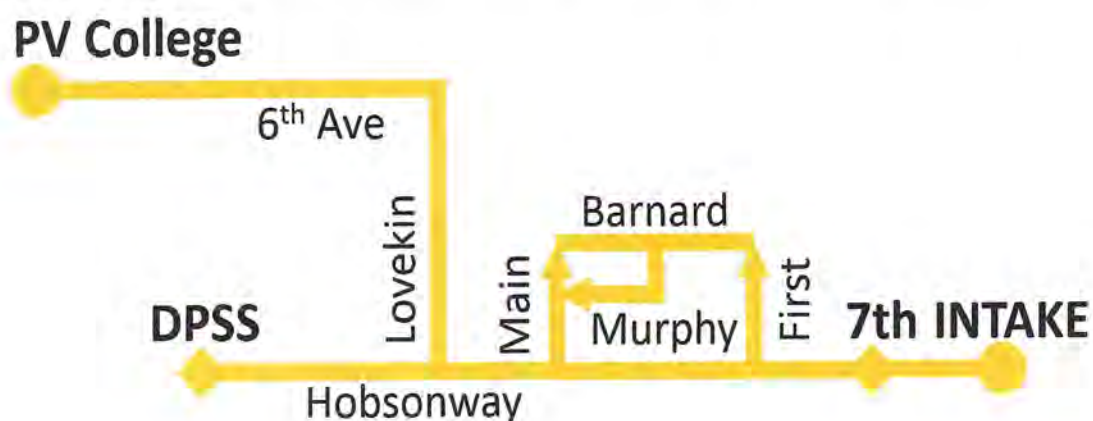 PV College
6th Ave
Lovekin
Barnard
Main
Murphy
First
DPSS
7th INTAKE
Hobsonway